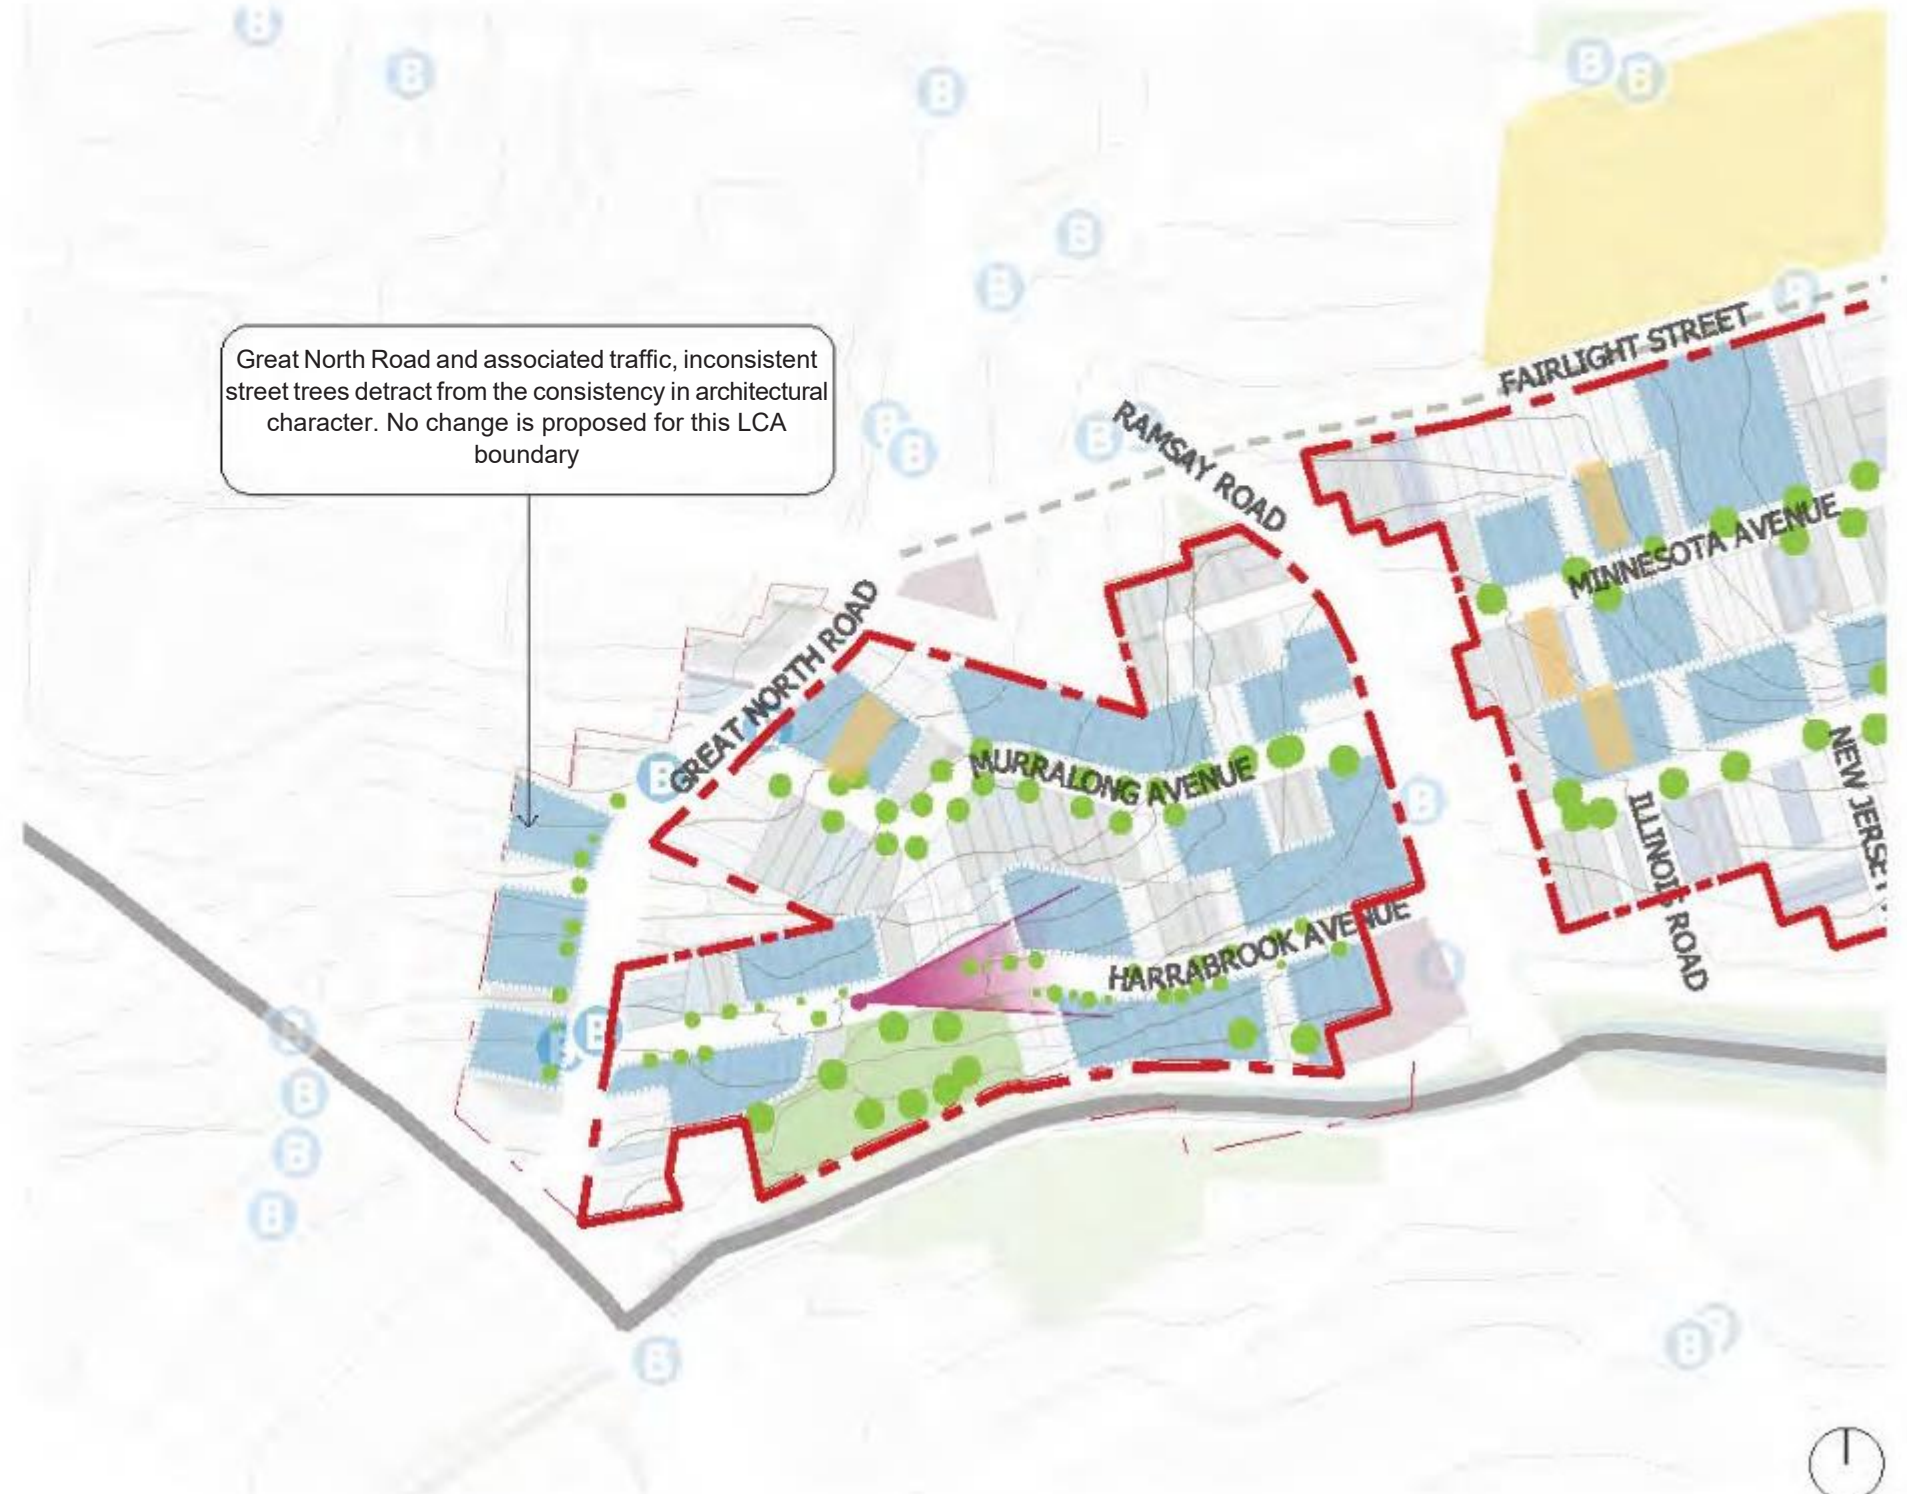 B
B
B
B
B
B
B
Great North Road and associated traffic, inconsistent
street trees detract from the consistency in architectural
character. No change is proposed for this LCA
boundary
FAIRLIGHT STREET
RAMSAY ROAD
B
B
B
MINNESOTA AVENUE
GREAT NORTH ROAD
MURRALONG AVENUE
B
B
ILLINOIS ROAD
HARRABROOK AVENUE
B
B
B
B
B
B